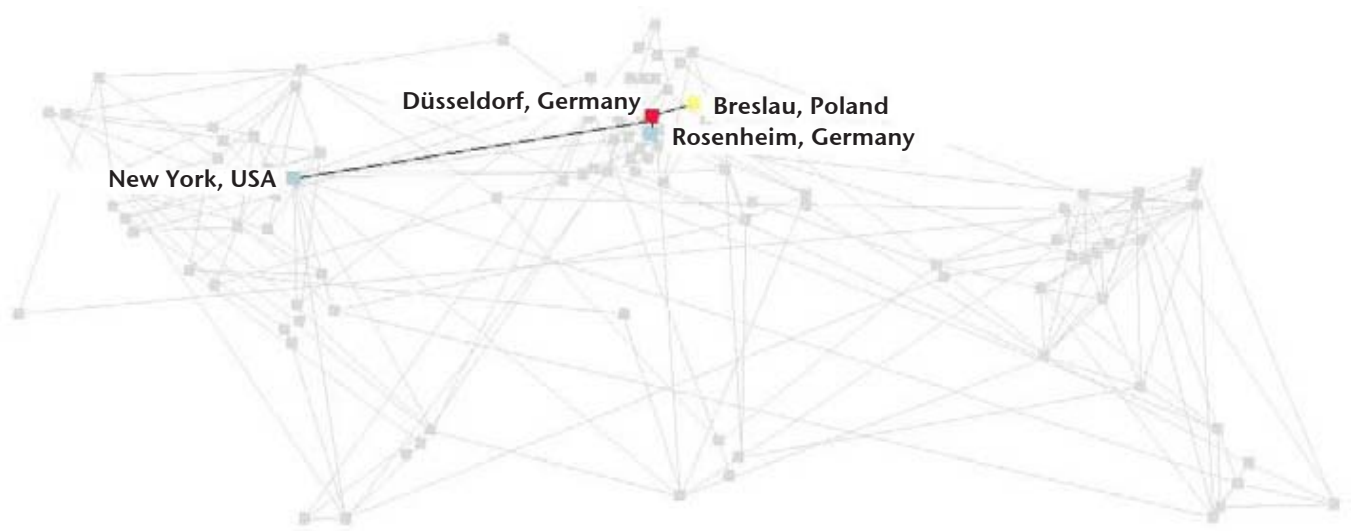 Düsseldorf, Germany
Breslau, Poland
Rosenheim, Germany
New York, USA